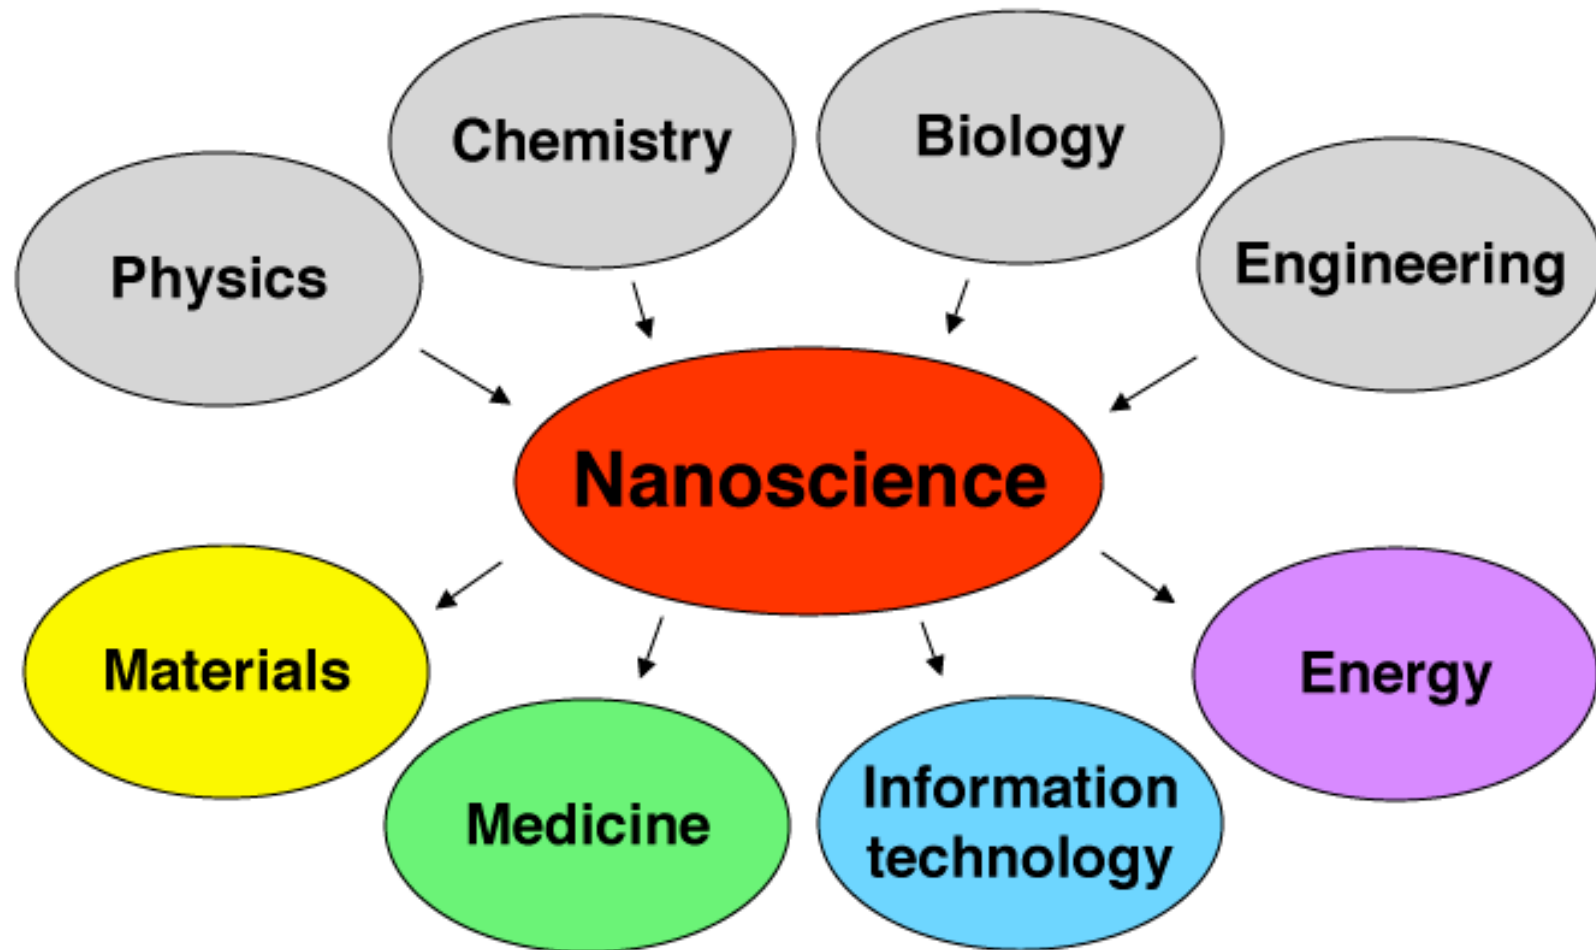 Chemistry
Biology
Physics
Engineering
Nanoscience
Materials
Energy
Medicine
Information
technology